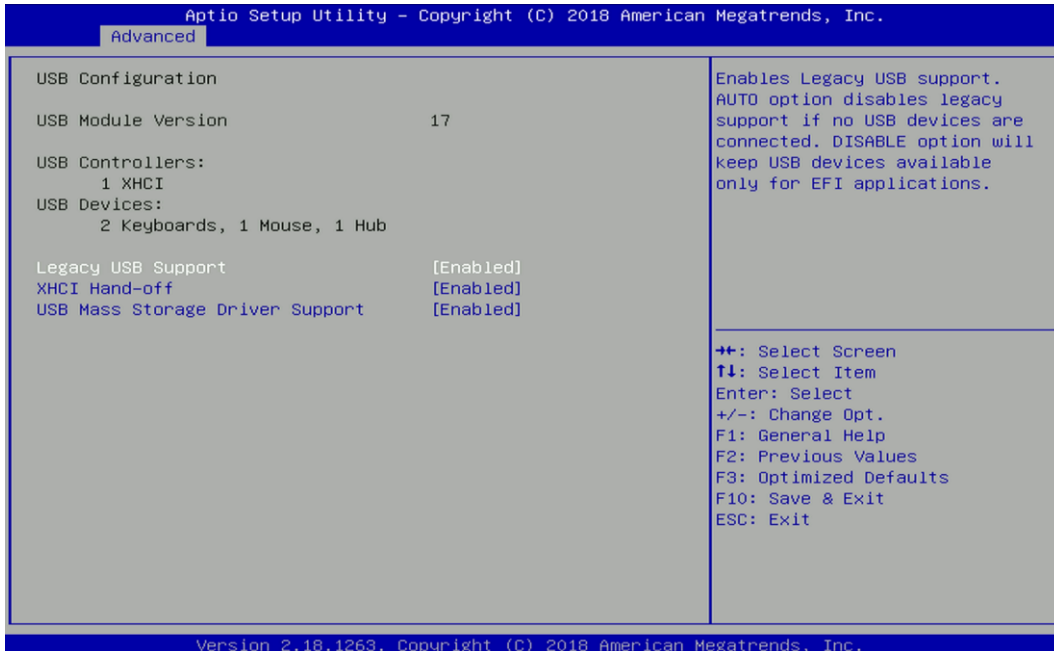 Aptio Setup Utility – Copyright (C) 2018 American Megatrends, Inc.
Advanced
USB Configuration
USB Module Version 17
USB Controllers:
1 XHCI
USB Devices:
2 Keyboards, 1 Mouse, 1 Hub
Legacy USB Support [Enabled]
XHCI Hand-off [Enabled]
USB Mass Storage Driver Support [Enabled]
Enables Legacy USB support.
AUTO option disables legacy
support if no USB devices are
connected. DISABLE option will
keep USB devices available
only for EFI applications.
→←: Select Screen
↑↓: Select Item
Enter: Select
+/-: Change Opt.
F1: General Help
F2: Previous Values
F3: Optimized Defaults
F10: Save & Exit
ESC: Exit
Version 2.18.1263. Copyright (C) 2018 American Megatrends, Inc.